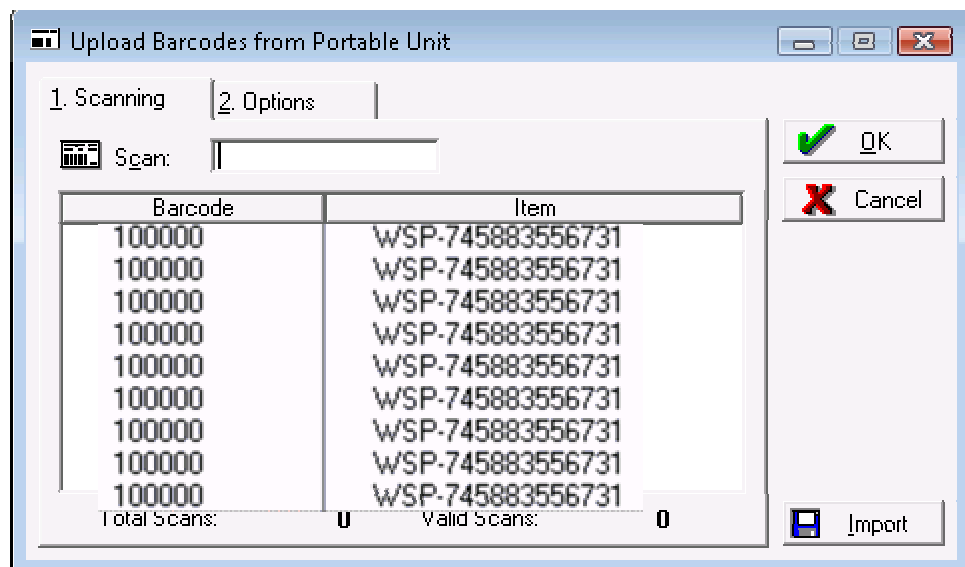 Upload Barcodes from Portable Unit
1. Scanning 2. Options
Scan:
OK
Cancel
Barcode Item
100000 WSP-745883556731
100000 WSP-745883556731
100000 WSP-745883556731
100000 WSP-745883556731
100000 WSP-745883556731
100000 WSP-745883556731
100000 WSP-745883556731
100000 WSP-745883556731
100000 WSP-745883556731
Total Scans: 0 Valid Scans: 0
Import